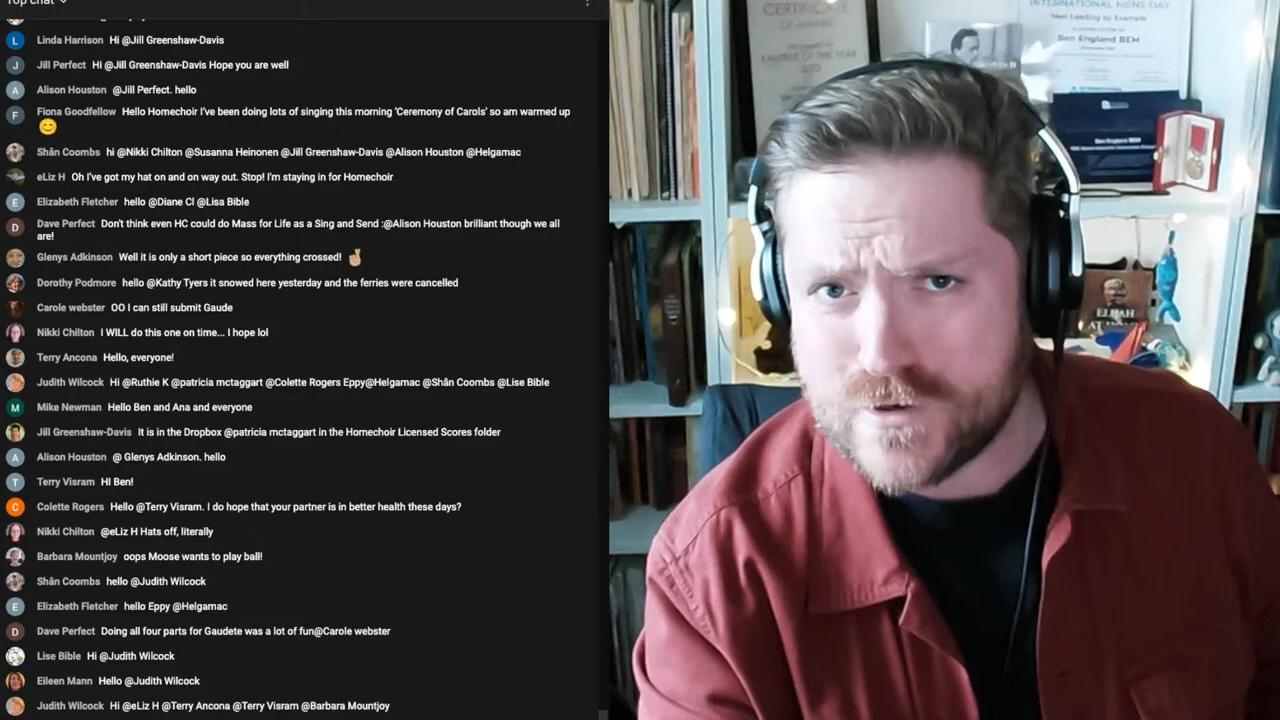 Top chat
L Linda Harrison Hi @Jill Greenshaw-Davis
J Jill Perfect Hi @Jill Greenshaw-Davis Hope you are well
A Alison Houston @Jill Perfect. hello
F Fiona Goodfellow Hello Homechoir I've been doing lots of singing this morning 'Ceremony of Carols' so am warmed up
😊
Shân Coombs hi @Nikki Chilton @Susanna Heinonen @Jill Greenshaw-Davis @Alison Houston @Helgamac
eLiz H Oh I've got my hat on and on way out. Stop! I'm staying in for Homechoir
E Elizabeth Fletcher hello @Diane Cl @Lisa Bible
D Dave Perfect Don't think even HC could do Mass for Life as a Sing and Send :@Alison Houston brilliant though we all
are!
Glenys Adkinson Well it is only a short piece so everything crossed! 🤞🏼
Dorothy Podmore hello @Kathy Tyers it snowed here yesterday and the ferries were cancelled
Carole webster OO I can still submit Gaude
Nikki Chilton I WILL do this one on time... I hope lol
Terry Ancona Hello, everyone!
Judith Wilcock Hi @Ruthie K @patricia mctaggart @Colette Rogers Eppy@Helgamac @Shân Coombs @Lise Bible
M Mike Newman Hello Ben and Ana and everyone
Jill Greenshaw-Davis It is in the Dropbox @patricia mctaggart in the Homechoir Licensed Scores folder
A Alison Houston @ Glenys Adkinson. hello
T Terry Visram HI Ben!
C Colette Rogers Hello @Terry Visram. I do hope that your partner is in better health these days?
Nikki Chilton @eLiz H Hats off, literally
Barbara Mountjoy oops Moose wants to play ball!
Shân Coombs hello @Judith Wilcock
E Elizabeth Fletcher hello Eppy @Helgamac
D Dave Perfect Doing all four parts for Gaudete was a lot of fun@Carole webster
Lise Bible Hi @Judith Wilcock
Eileen Mann Hello @Judith Wilcock
Judith Wilcock Hi @eLiz H @Terry Ancona @Terry Visram @Barbara Mountjoy
CERTIFICATE
OF AWARD
INTERNATIONAL MENS DAY
'Men Leading by Example'
Ben England BEM
ELIJAH